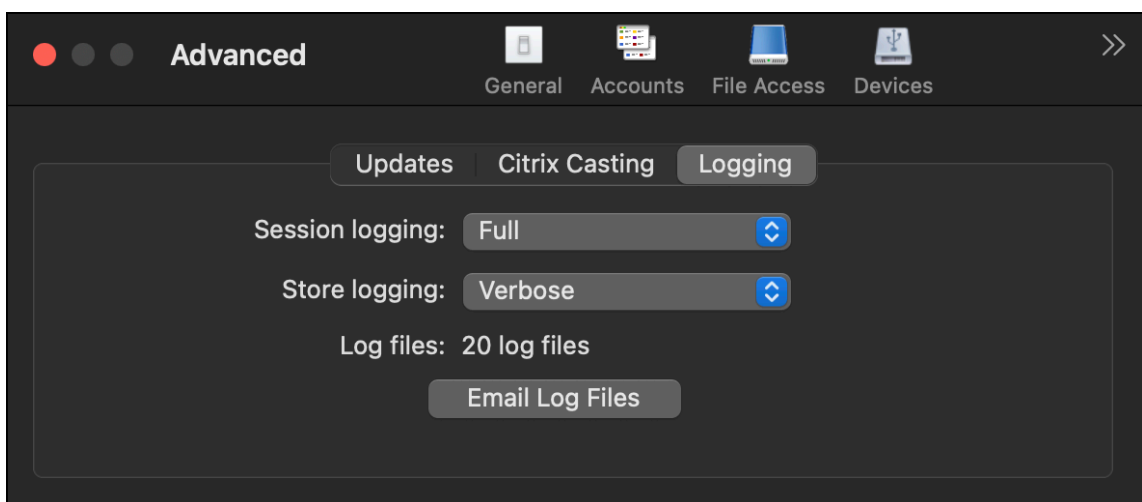 Advanced
General Accounts File Access Devices
Updates Citrix Casting Logging
Session logging: Full
Store logging: Verbose
Log files: 20 log files
Email Log Files